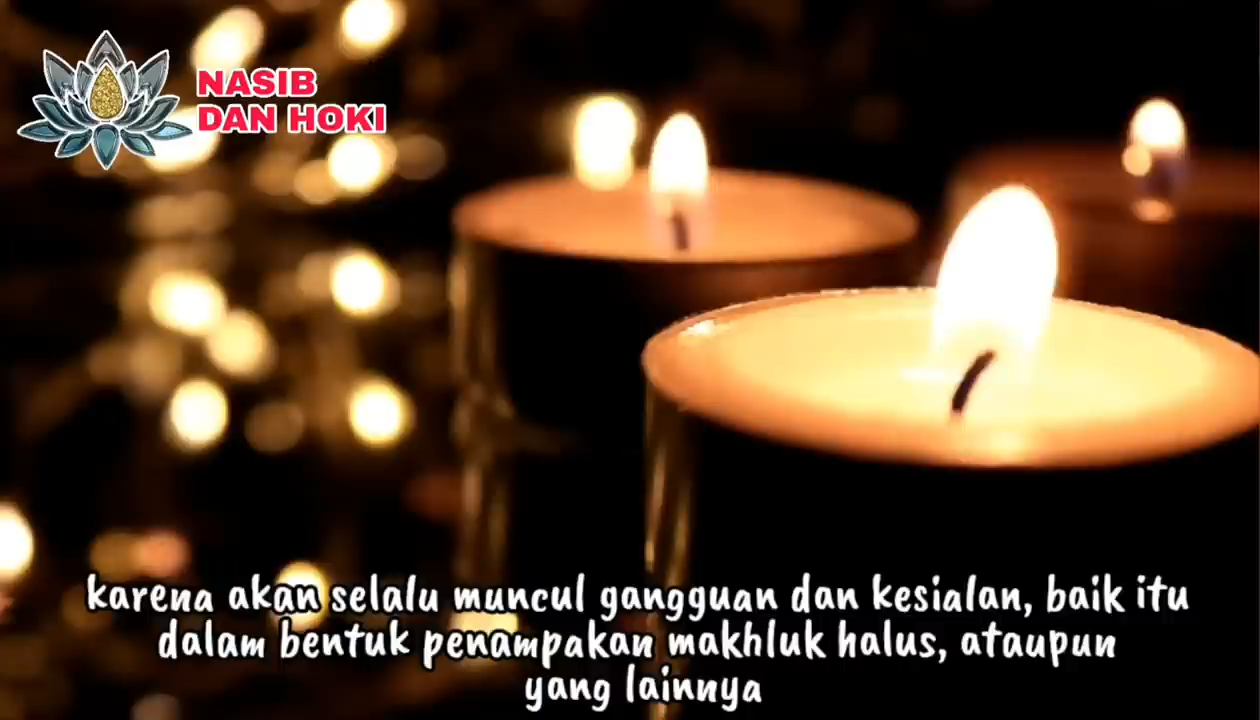 NASIB
DAN HOKI
karena akan selalu muncul gangguan dan kesialan, baik itu
dalam bentuk penampakan makhluk halus, ataupun
yang lainnya